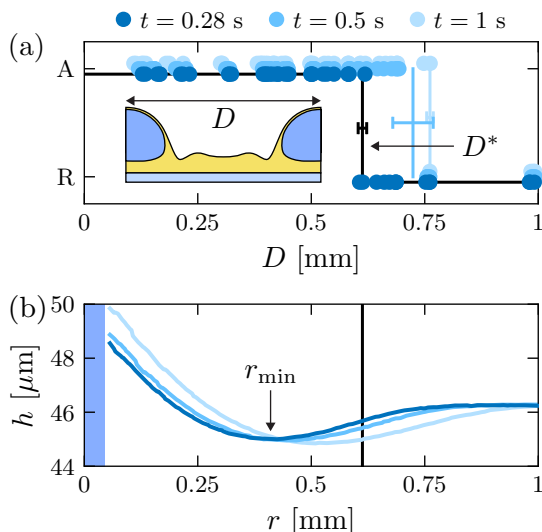 t = 0.28 s t = 0.5 s t = 1 s
(a)
A
R
D
D*
0 0.25 0.5 0.75 1
D [mm]
(b)
50
48
46
44
h [μm]
r_min
0 0.25 0.5 0.75 1
r [mm]